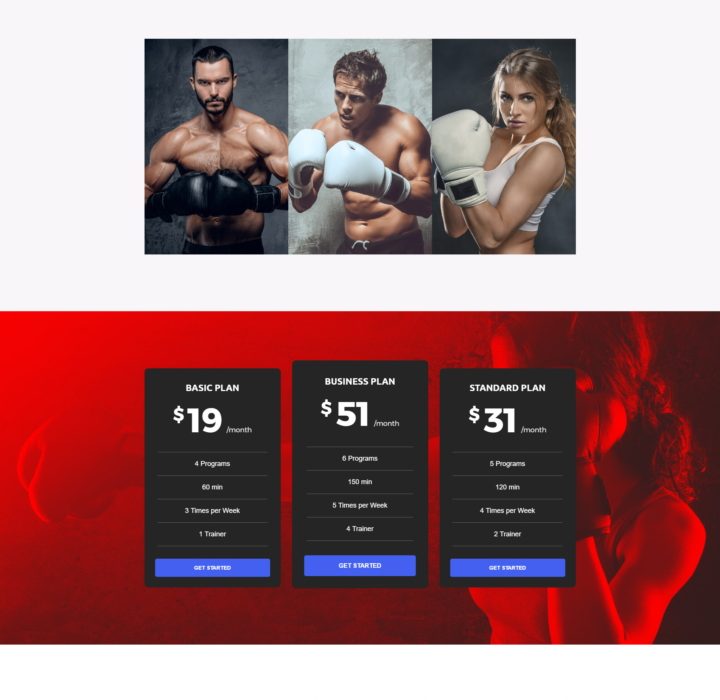 BASIC PLAN
$19 /month
4 Programs
60 min
3 Times per Week
1 Trainer
GET STARTED
BUSINESS PLAN
$51 /month
6 Programs
150 min
5 Times per Week
4 Trainer
GET STARTED
STANDARD PLAN
$31 /month
5 Programs
120 min
4 Times per Week
2 Trainer
GET STARTED